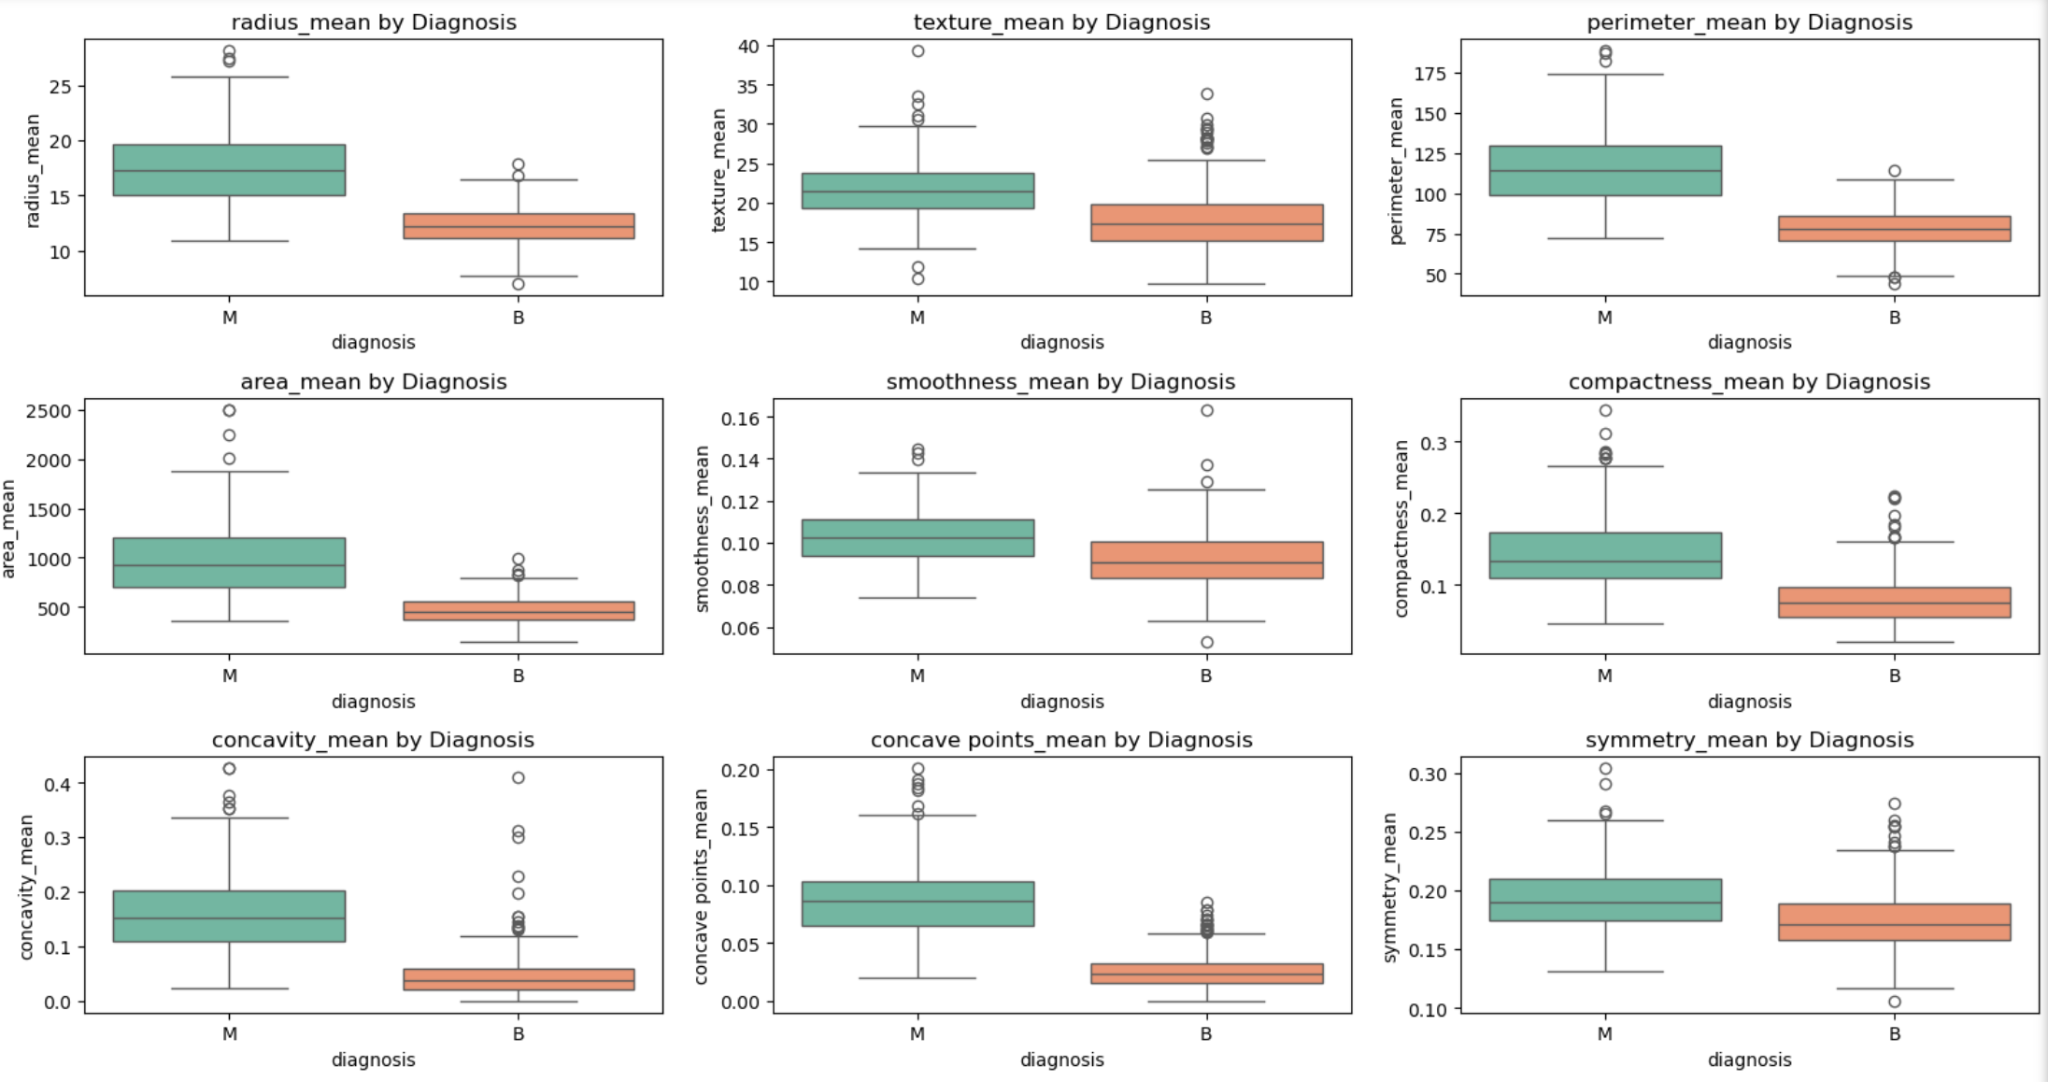 radius_mean by Diagnosis
radius_mean
25
20
15
10
M
B
diagnosis
texture_mean by Diagnosis
texture_mean
40
35
30
25
20
15
10
M
B
diagnosis
perimeter_mean by Diagnosis
perimeter_mean
175
150
125
100
75
50
M
B
diagnosis
area_mean by Diagnosis
area_mean
2500
2000
1500
1000
500
M
B
diagnosis
smoothness_mean by Diagnosis
smoothness_mean
0.16
0.14
0.12
0.10
0.08
0.06
M
B
diagnosis
compactness_mean by Diagnosis
compactness_mean
0.3
0.2
0.1
M
B
diagnosis
concavity_mean by Diagnosis
concavity_mean
0.4
0.3
0.2
0.1
0.0
M
B
diagnosis
concave points_mean by Diagnosis
concave points_mean
0.20
0.15
0.10
0.05
0.00
M
B
diagnosis
symmetry_mean by Diagnosis
symmetry_mean
0.30
0.25
0.20
0.15
0.10
M
B
diagnosis